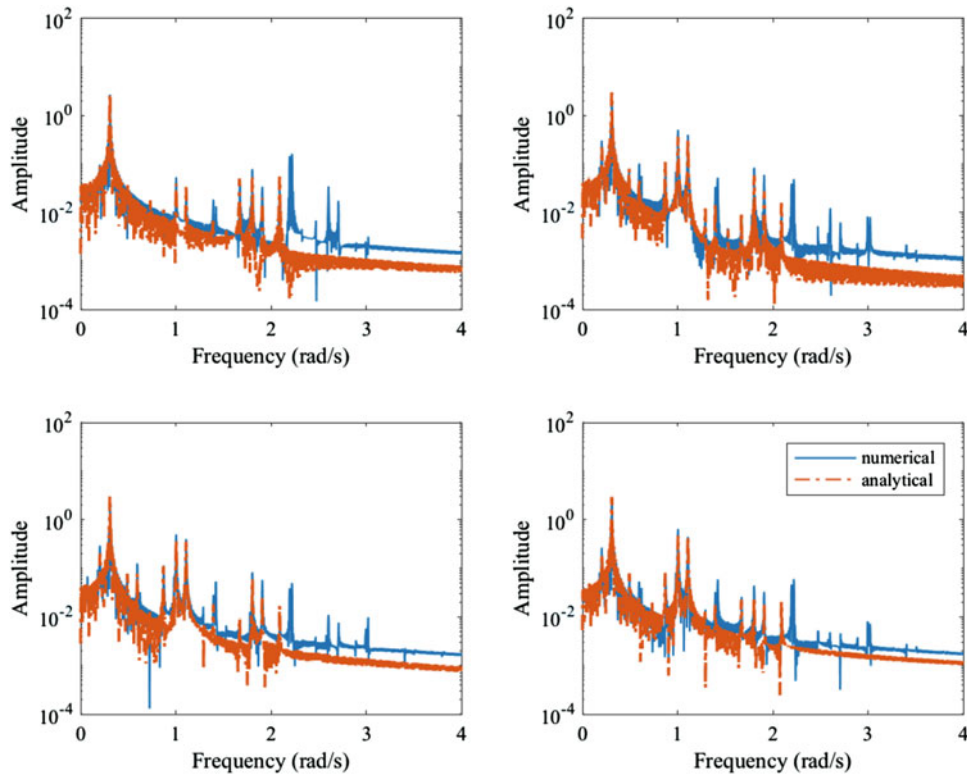 10^2
10^0
10^-2
10^-4
Amplitude
0 1 2 3 4
Frequency (rad/s)
10^2
10^0
10^-2
10^-4
Amplitude
0 1 2 3 4
Frequency (rad/s)
10^2
10^0
10^-2
10^-4
Amplitude
0 1 2 3 4
Frequency (rad/s)
10^2
10^0
10^-2
10^-4
Amplitude
numerical
analytical
0 1 2 3 4
Frequency (rad/s)